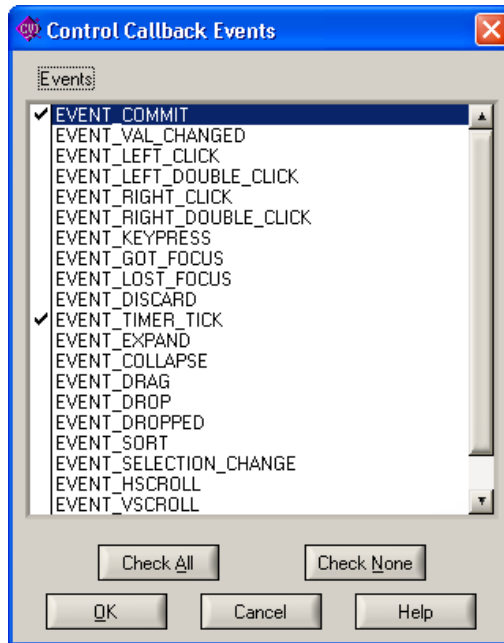 CVI Control Callback Events
Events
EVENT_COMMIT
EVENT_VAL_CHANGED
EVENT_LEFT_CLICK
EVENT_LEFT_DOUBLE_CLICK
EVENT_RIGHT_CLICK
EVENT_RIGHT_DOUBLE_CLICK
EVENT_KEYPRESS
EVENT_GOT_FOCUS
EVENT_LOST_FOCUS
EVENT_DISCARD
EVENT_TIMER_TICK
EVENT_EXPAND
EVENT_COLLAPSE
EVENT_DRAG
EVENT_DROP
EVENT_DROPPED
EVENT_SORT
EVENT_SELECTION_CHANGE
EVENT_HSCROLL
EVENT_VSCROLL
Check All Check None
OK Cancel Help